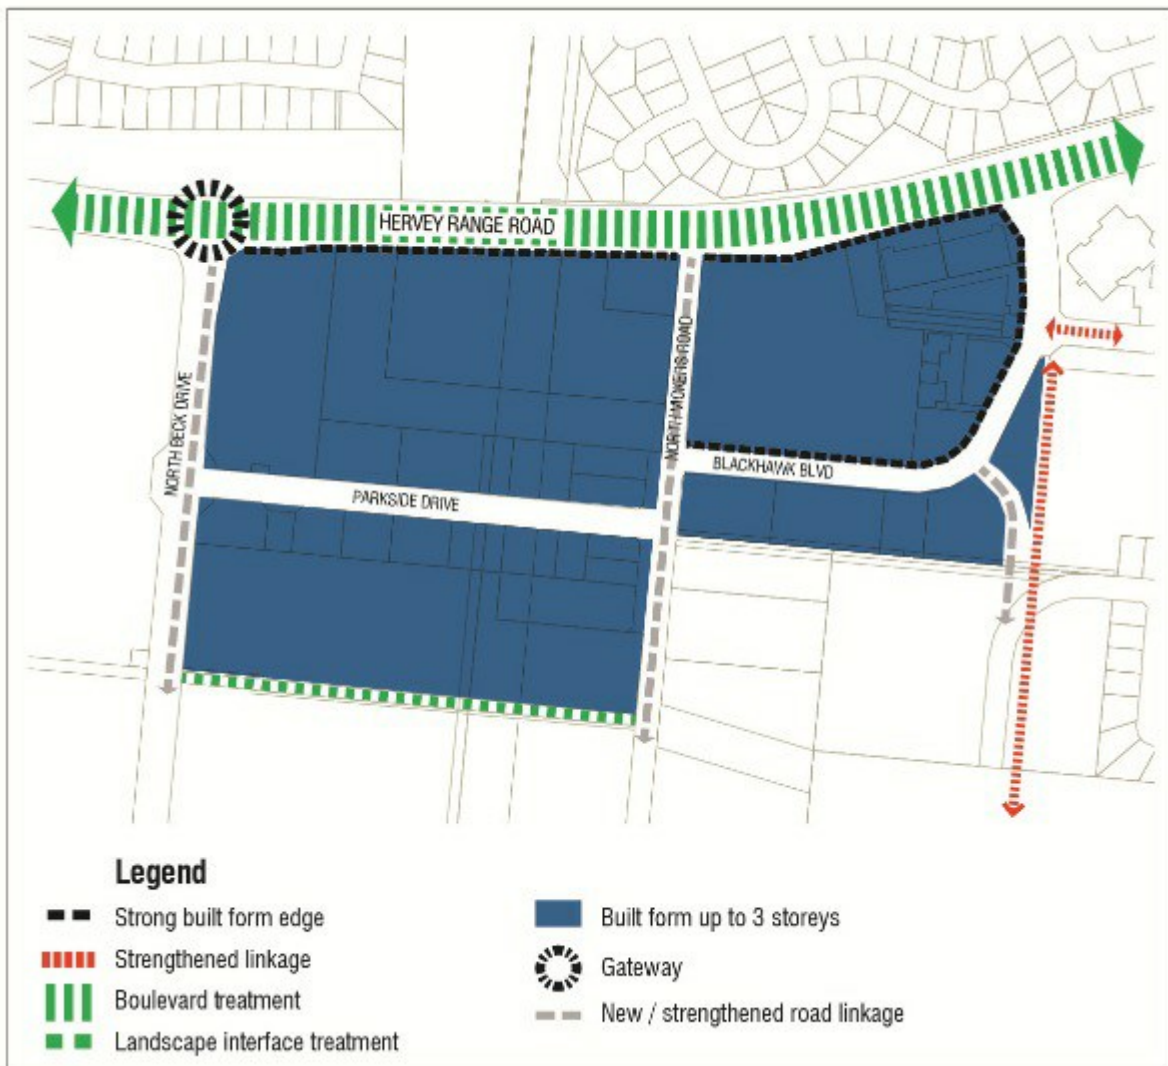 HERVEY RANGE ROAD
NORTH BECK DRIVE
NORTH VICKERS ROAD
BLACKHAWK BLVD
PARKSIDE DRIVE
Legend
Strong built form edge
Strengthened linkage
Boulevard treatment
Landscape interface treatment
Built form up to 3 storeys
Gateway
New / strengthened road linkage